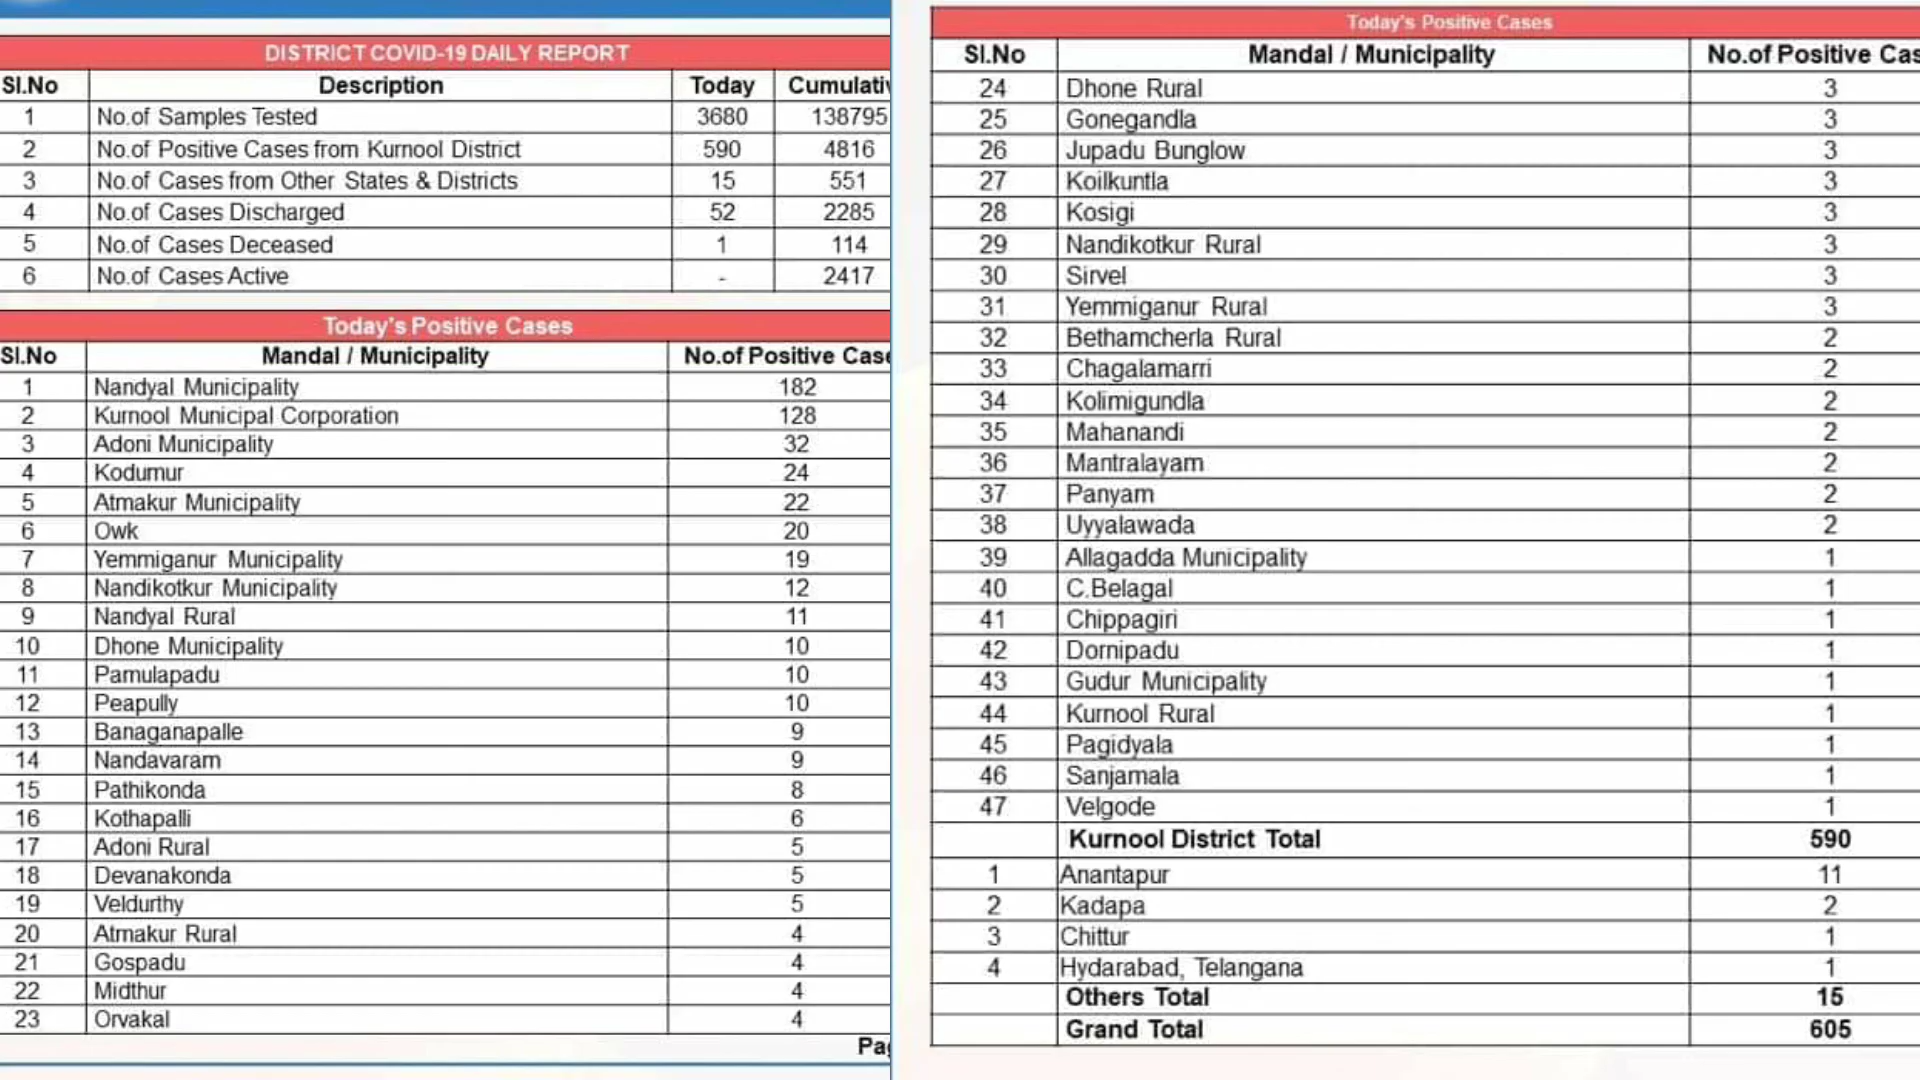 DISTRICT COVID-19 DAILY REPORT
Sl.No Description Today Cumulativ
1 No.of Samples Tested 3680 138795
2 No.of Positive Cases from Kurnool District 590 4816
3 No.of Cases from Other States & Districts 15 551
4 No.of Cases Discharged 52 2285
5 No.of Cases Deceased 1 114
6 No.of Cases Active - 2417
Today's Positive Cases
Sl.No Mandal / Municipality No.of Positive Case
1 Nandyal Municipality 182
2 Kurnool Municipal Corporation 128
3 Adoni Municipality 32
4 Kodumur 24
5 Atmakur Municipality 22
6 Owk 20
7 Yemmiganur Municipality 19
8 Nandikotkur Municipality 12
9 Nandyal Rural 11
10 Dhone Municipality 10
11 Pamulapadu 10
12 Peapully 10
13 Banaganapalle 9
14 Nandavaram 9
15 Pathikonda 8
16 Kothapalli 6
17 Adoni Rural 5
18 Devanakonda 5
19 Veldurthy 5
20 Atmakur Rural 4
21 Gospadu 4
22 Midthur 4
23 Orvakal 4
Pag
Today's Positive Cases
Sl.No Mandal / Municipality No.of Positive Cas
24 Dhone Rural 3
25 Gonegandla 3
26 Jupadu Bunglow 3
27 Koilkuntla 3
28 Kosigi 3
29 Nandikotkur Rural 3
30 Sirvel 3
31 Yemmiganur Rural 3
32 Bethamcherla Rural 2
33 Chagalamarri 2
34 Kolimigundla 2
35 Mahanandi 2
36 Mantralayam 2
37 Panyam 2
38 Uyyalawada 2
39 Allagadda Municipality 1
40 C.Belagal 1
41 Chippagiri 1
42 Dornipadu 1
43 Gudur Municipality 1
44 Kurnool Rural 1
45 Pagidyala 1
46 Sanjamala 1
47 Velgode 1
Kurnool District Total 590
1 Anantapur 11
2 Kadapa 2
3 Chittur 1
4 Hydarabad, Telangana 1
Others Total 15
Grand Total 605